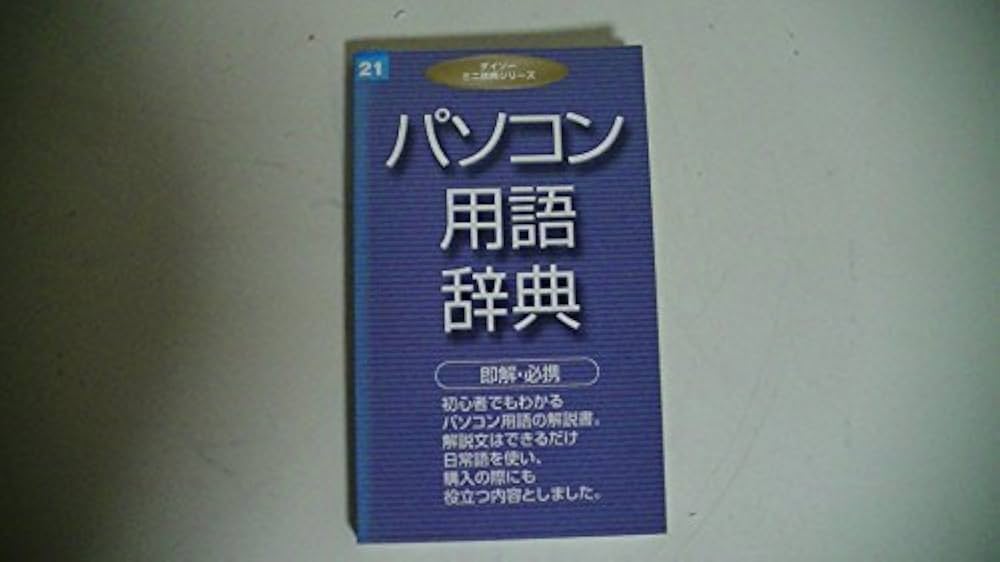 21
ダイソー
ミニ辞典シリーズ
パソコン
用語
辞典
即解・必携
初心者でもわかる
パソコン用語の解説書。
解説文はできるだけ
日常語を使い、
購入の際にも
役立つ内容としました。